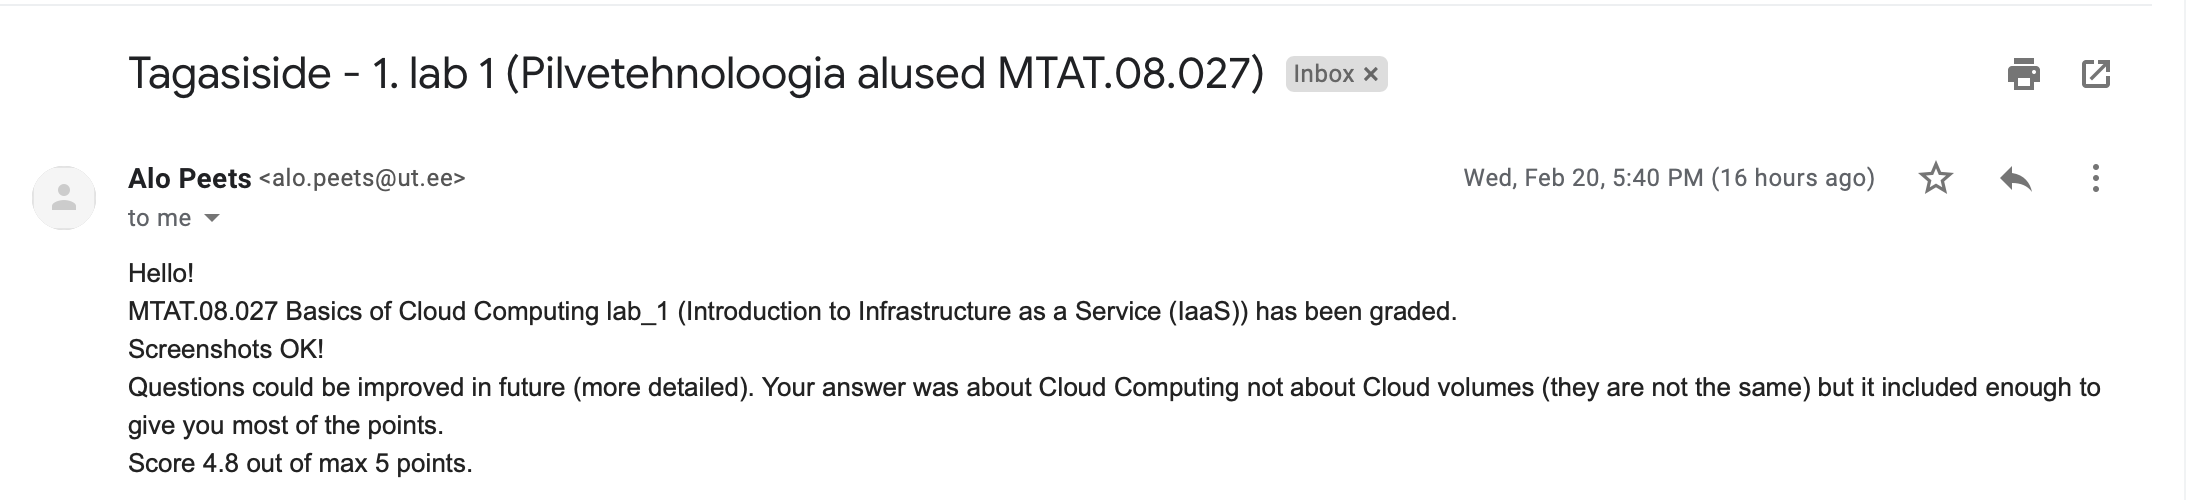 Tagasiside - 1. lab 1 (Pilvetehnoloogia alused MTAT.08.027) Inbox ×
Alo Peets <alo.peets@ut.ee> Wed, Feb 20, 5:40 PM (16 hours ago)
to me
Hello!
MTAT.08.027 Basics of Cloud Computing lab_1 (Introduction to Infrastructure as a Service (IaaS)) has been graded.
Screenshots OK!
Questions could be improved in future (more detailed). Your answer was about Cloud Computing not about Cloud volumes (they are not the same) but it included enough to
give you most of the points.
Score 4.8 out of max 5 points.